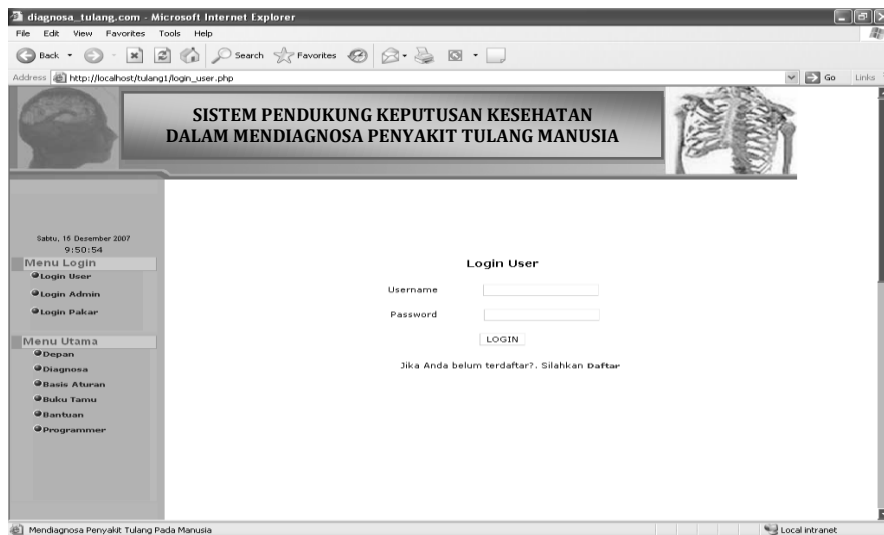 diagnosa_tulang.com - Microsoft Internet Explorer
File Edit View Favorites Tools Help
Back Search Favorites
Address http://localhost/tulang1/login_user.php Go Links
SISTEM PENDUKUNG KEPUTUSAN KESEHATAN
DALAM MENDIAGNOSA PENYAKIT TULANG MANUSIA
Sabtu, 15 Desember 2007
9:50:54
Menu Login
Login User
Login Admin
Login Pakar
Menu Utama
Depan
Diagnosa
Basis Aturan
Buku Tamu
Bantuan
Programmer
Login User
Username
Password
LOGIN
Jika Anda belum terdaftar?. Silahkan Daftar
Mendiagnosa Penyakit Tulang Pada Manusia Local intranet